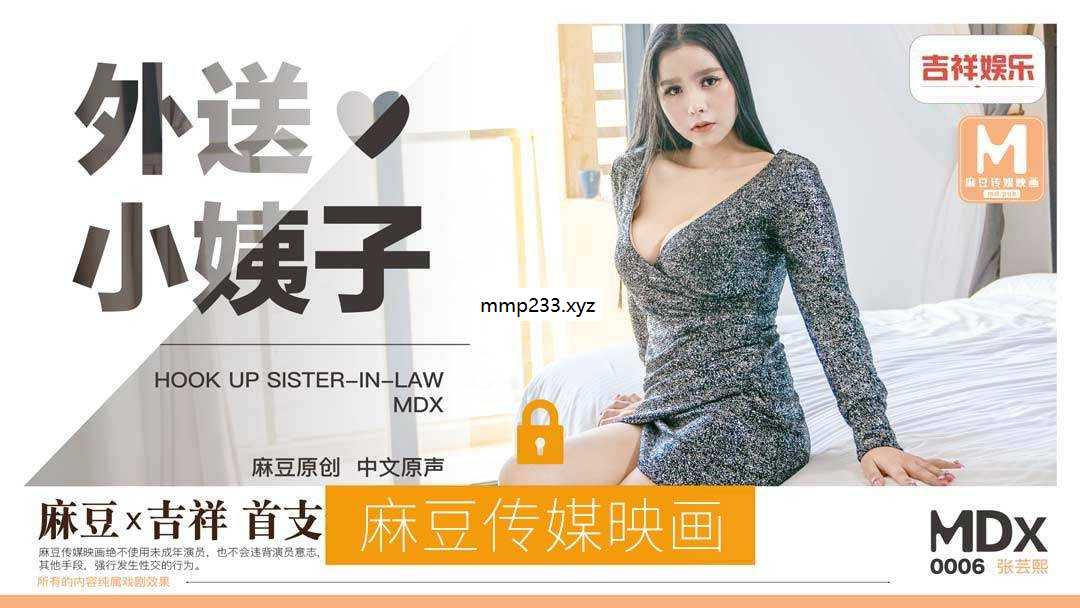 外送
小姨子
HOOK UP SISTER-IN-LAW
MDX
麻豆原创 中文原声
吉祥娱乐
M
麻豆传媒映画
md.pub
mmp233.xyz
麻豆x吉祥 首支
麻豆传媒映画
麻豆传媒映画绝不使用未成年演员，也不会违背演员意志，
其他手段，强行发生性交的行为。
所有的内容纯属戏剧效果
MDX
0006 张芸熙